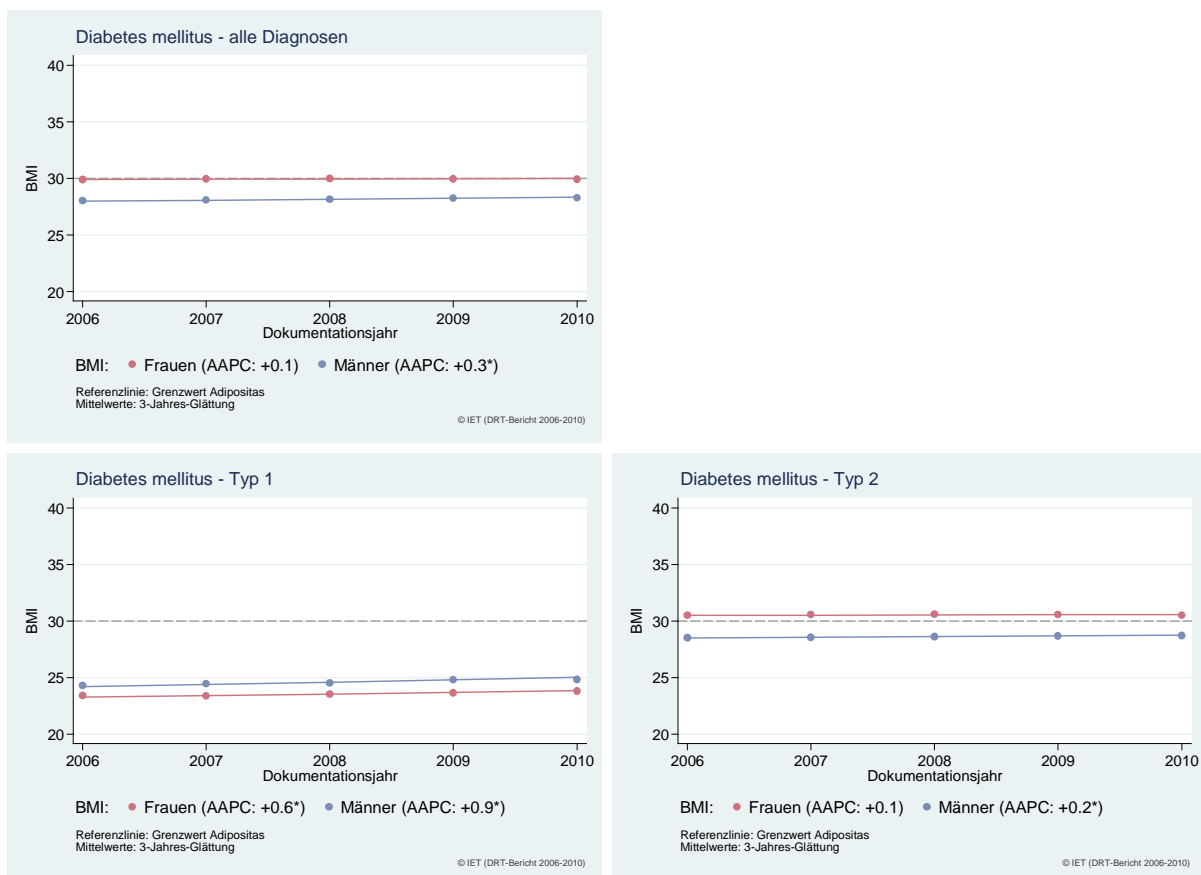 Diabetes mellitus - alle Diagnosen
40
35
30
25
20
BMI
2006 2007 2008 2009 2010
Dokumentationsjahr
BMI: Frauen (AAPC: +0.1) Männer (AAPC: +0.3*)
Referenzlinie: Grenzwert Adipositas
Mittelwerte: 3-Jahres-Glättung
© IET (DRT-Bericht 2006-2010)
Diabetes mellitus - Typ 1
40
35
30
25
20
BMI
2006 2007 2008 2009 2010
Dokumentationsjahr
BMI: Frauen (AAPC: +0.6*) Männer (AAPC: +0.9*)
Referenzlinie: Grenzwert Adipositas
Mittelwerte: 3-Jahres-Glättung
© IET (DRT-Bericht 2006-2010)
Diabetes mellitus - Typ 2
40
35
30
25
20
BMI
2006 2007 2008 2009 2010
Dokumentationsjahr
BMI: Frauen (AAPC: +0.1) Männer (AAPC: +0.2*)
Referenzlinie: Grenzwert Adipositas
Mittelwerte: 3-Jahres-Glättung
© IET (DRT-Bericht 2006-2010)